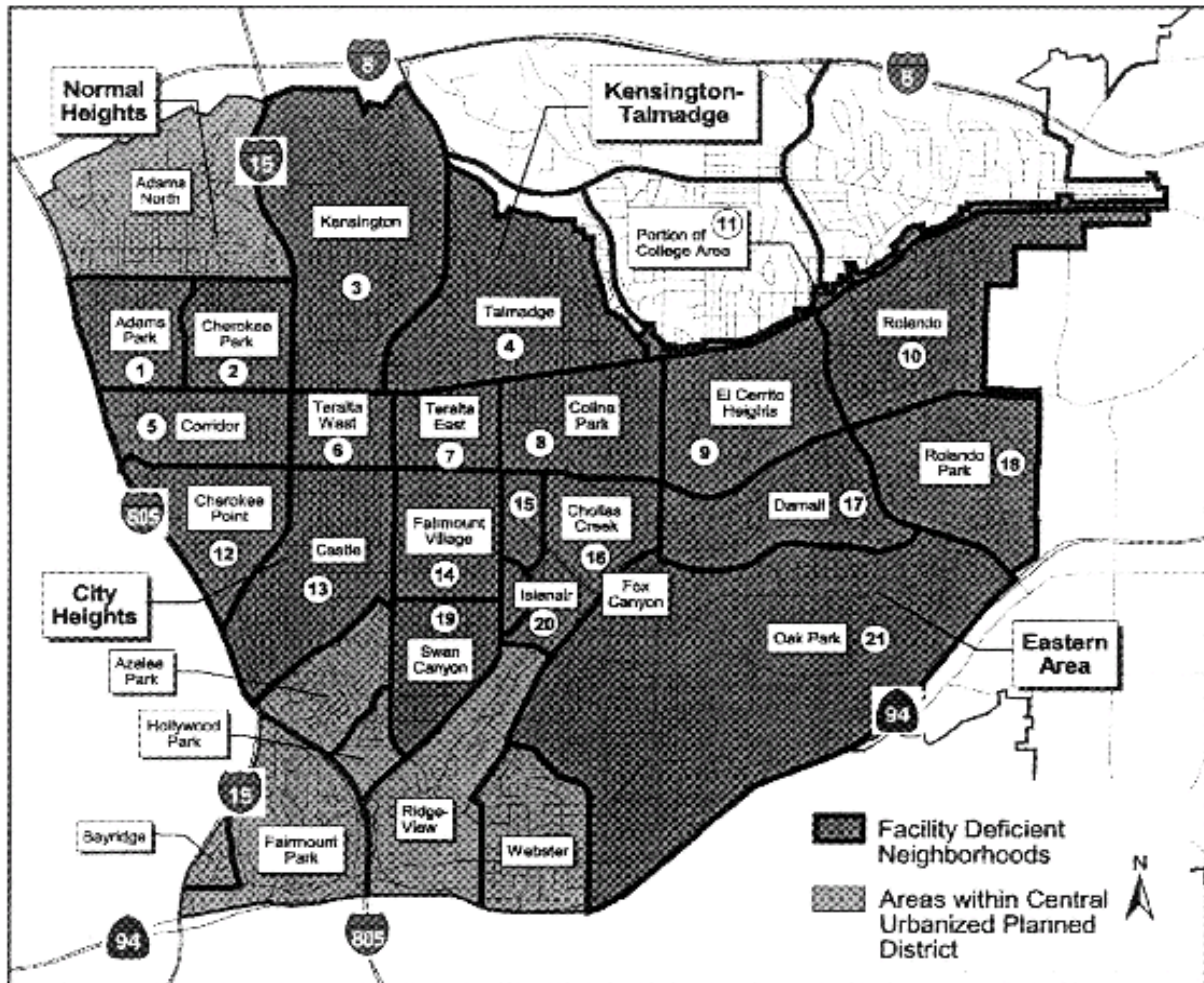 8
8
Normal
Heights
Kensington-
Talmadge
15
Adams
North
Kensington
11
Portion of
College Area
3
Talmadge
4
Adams
Park
1
Cherokee
Park
2
Rolando
10
El Cerrito
Heights
9
5 Corridor
Teralta
West
6
Teralta
East
7
Colina
Park
8
Rolando
Park 18
805
Cherokee
Point
12
Castle
13
Fairmount
Village
14
15
Chollas
Creek
16
Darnall 17
City
Heights
Islenair
20
Fox
Canyon
19
Swan
Canyon
Oak Park 21
Eastern
Area
Azalea
Park
Hollywood
Park
94
15
Bayridge
Fairmount
Park
Ridge-
View
Webster
Facility Deficient
Neighborhoods
Areas within Central
Urbanized Planned
District
N
94
805